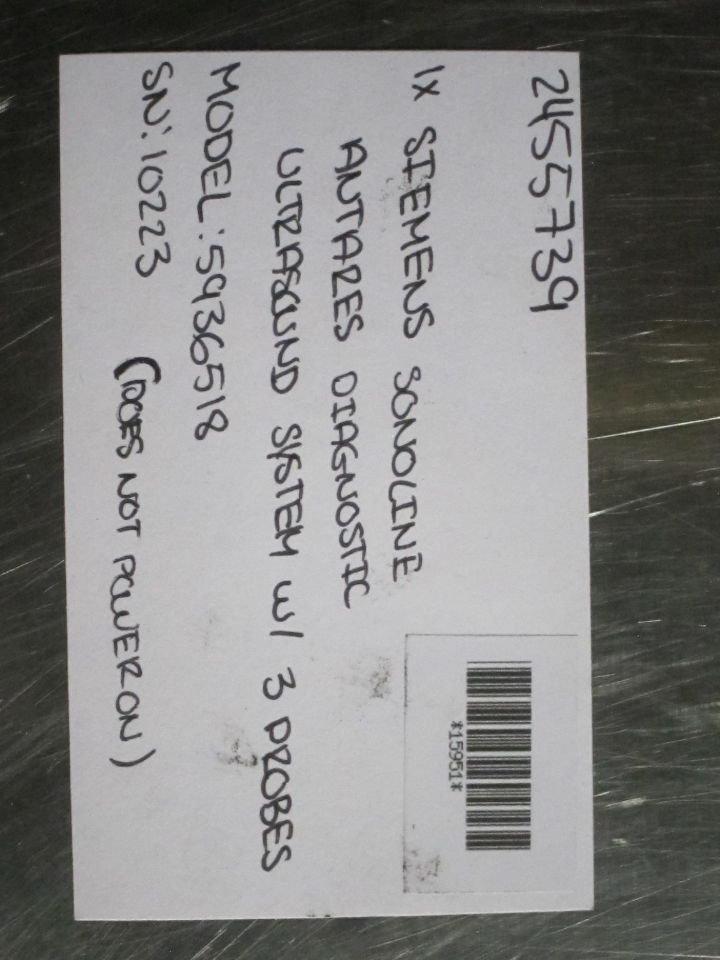 2455739
1X SIEMENS SONOLINE
ANTARES DIAGNOSTIC
ULTRASOUND SYSTEM W/ 3 PROBES
MODEL: 5936518
SN: 10223 (DOES NOT POWER ON)
*15951*